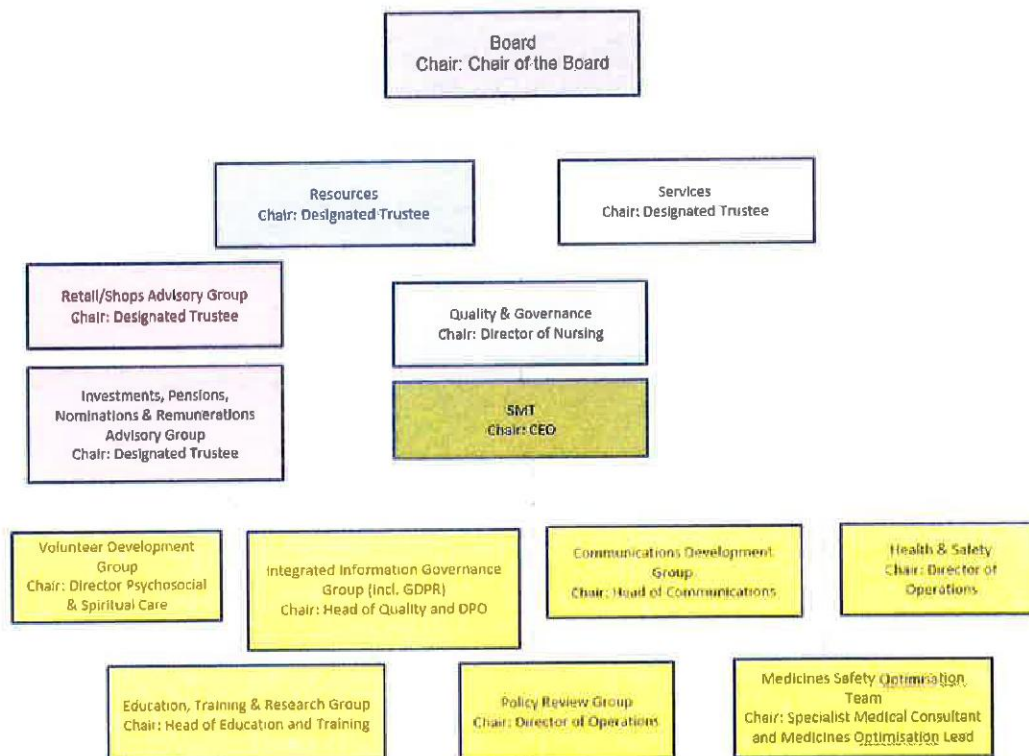 Board
Chair: Chair of the Board
Resources
Chair: Designated Trustee
Services
Chair: Designated Trustee
Retail/Shops Advisory Group
Chair: Designated Trustee
Quality & Governance
Chair: Director of Nursing
Investments, Pensions,
Nominations & Remunerations
Advisory Group
Chair: Designated Trustee
SMT
Chair: CEO
Volunteer Development
Group
Chair: Director Psychosocial
& Spiritual Care
Integrated Information Governance
Group (incl. GDPR)
Chair: Head of Quality and DPO
Communications Development
Group
Chair: Head of Communications
Health & Safety
Chair: Director of
Operations
Education, Training & Research Group
Chair: Head of Education and Training
Policy Review Group
Chair: Director of Operations
Medicines Safety Optimisation
Team
Chair: Specialist Medical Consultant
and Medicines Optimisation Lead